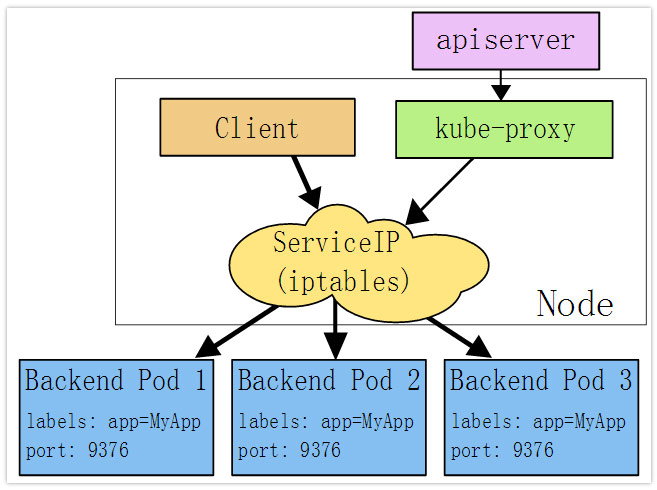 apiserver
Client
kube-proxy
ServiceIP
(iptables)
Node
Backend Pod 1
labels: app=MyApp
port: 9376
Backend Pod 2
labels: app=MyApp
port: 9376
Backend Pod 3
labels: app=MyApp
port: 9376